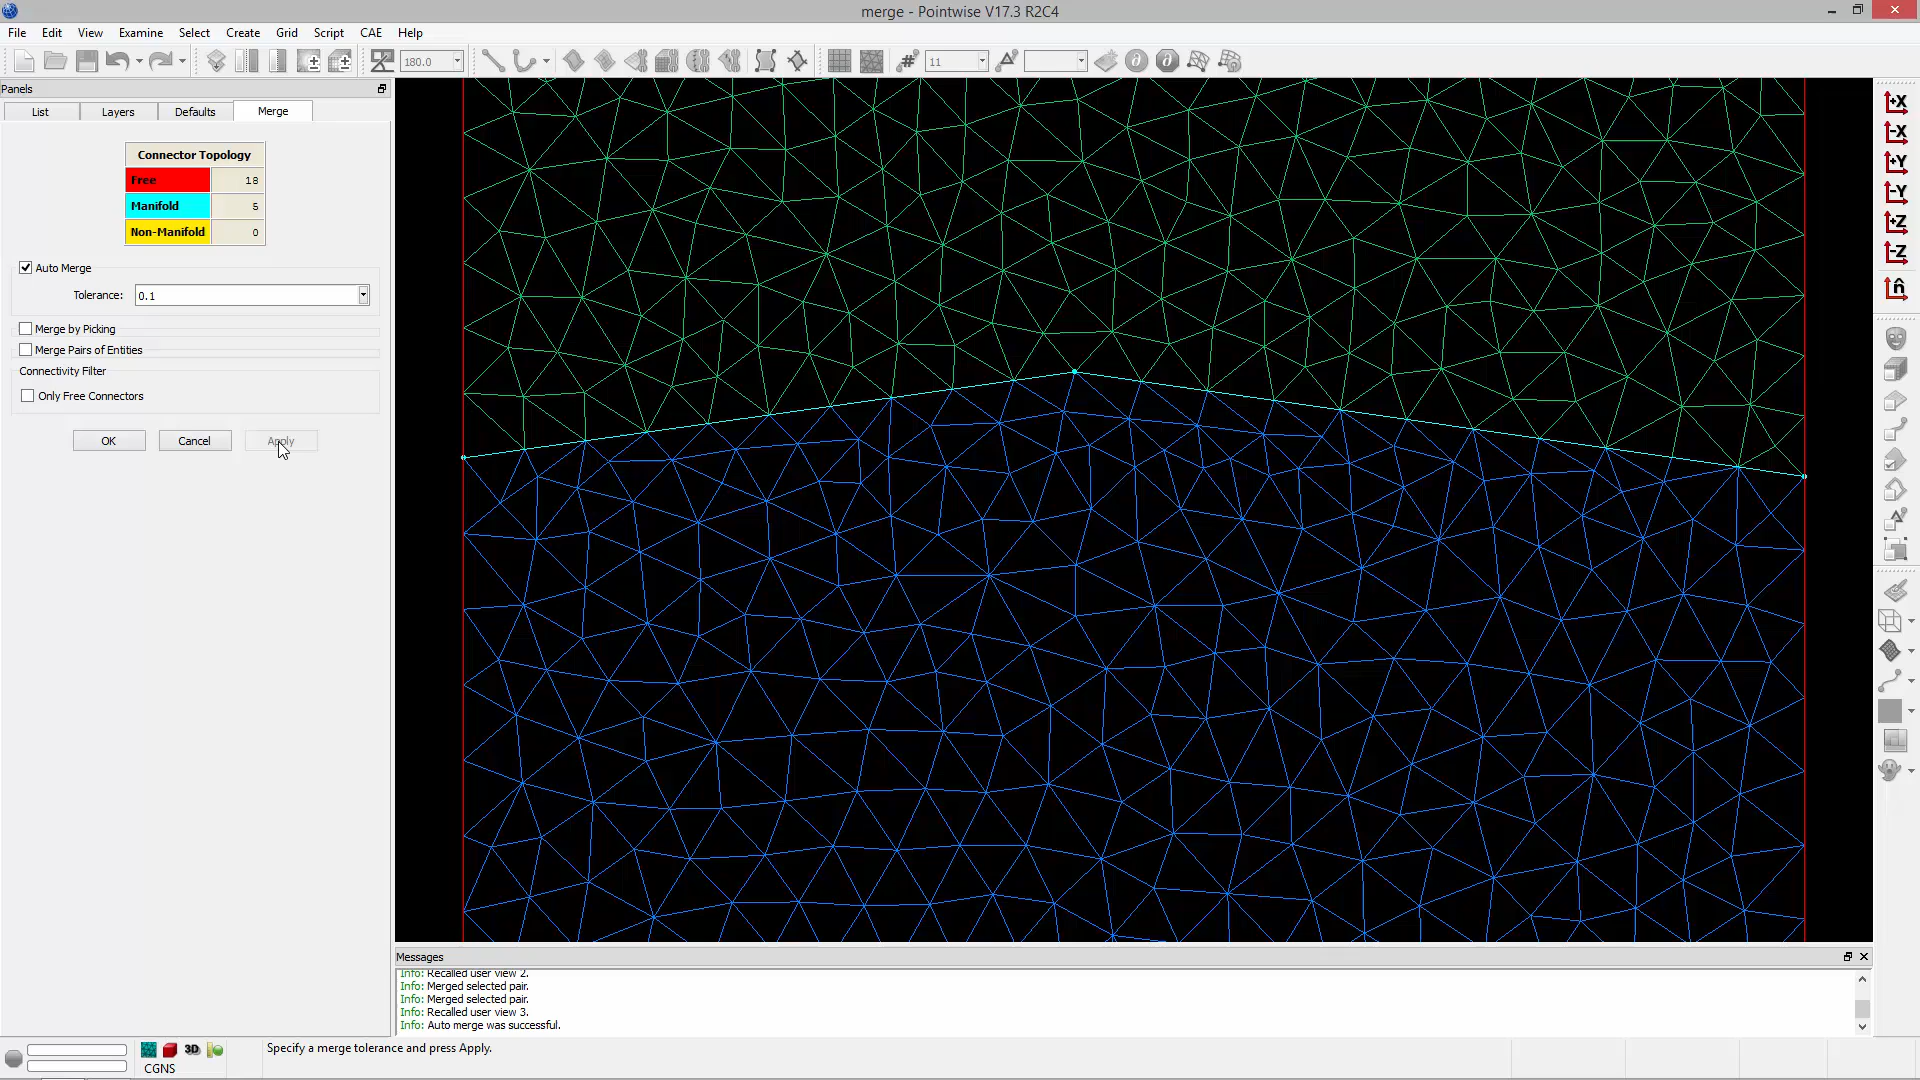 merge - Pointwise V17.3 R2C4
File Edit View Examine Select Create Grid Script CAE Help
180.0
11
Panels
List Layers Defaults Merge
Connector Topology
Free 18
Manifold 5
Non-Manifold 0
Auto Merge
Tolerance: 0.1
Merge by Picking
Merge Pairs of Entities
Connectivity Filter
Only Free Connectors
OK Cancel Apply
+X
-X
+Y
-Y
+Z
-Z
n̂
Messages
Info: Recalled user view 2.
Info: Merged selected pair.
Info: Merged selected pair.
Info: Recalled user view 3.
Info: Auto merge was successful.
3D
CGNS
Specify a merge tolerance and press Apply.